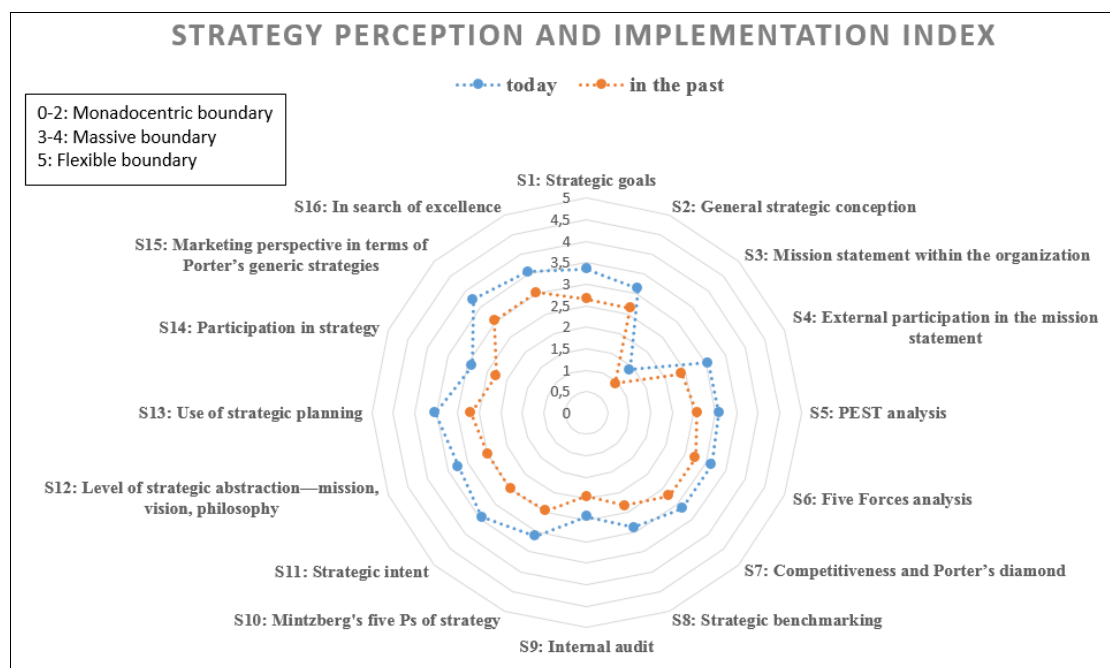 STRATEGY PERCEPTION AND IMPLEMENTATION INDEX
today
in the past
0-2: Monadocentric boundary
3-4: Massive boundary
5: Flexible boundary
S1: Strategic goals
S2: General strategic conception
S3: Mission statement within the organization
S4: External participation in the mission
statement
S5: PEST analysis
S6: Five Forces analysis
S7: Competitiveness and Porter’s diamond
S8: Strategic benchmarking
S9: Internal audit
S10: Mintzberg's five Ps of strategy
S11: Strategic intent
S12: Level of strategic abstraction—mission,
vision, philosophy
S13: Use of strategic planning
S14: Participation in strategy
S15: Marketing perspective in terms of
Porter’s generic strategies
S16: In search of excellence
5
4,5
4
3,5
3
2,5
2
1,5
1
0,5
0